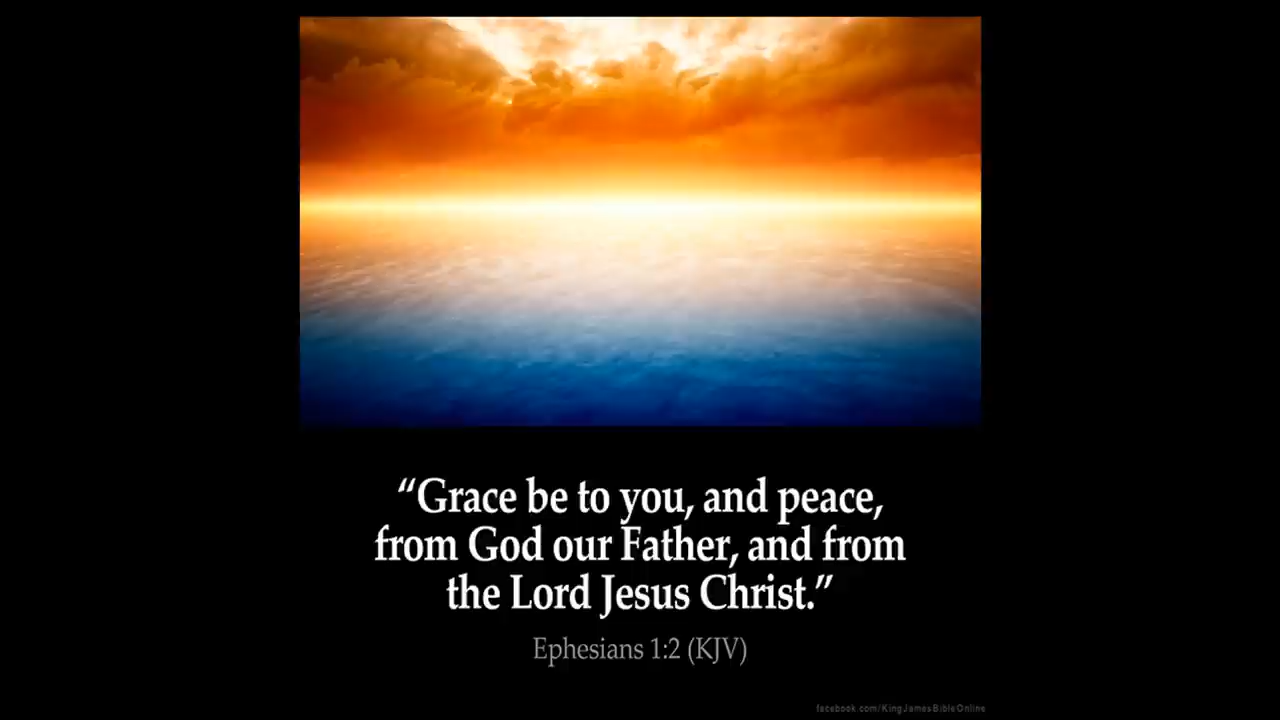 “Grace be to you, and peace,
from God our Father, and from
the Lord Jesus Christ.”
Ephesians 1:2 (KJV)
facebook.com/KingJamesBibleOnline